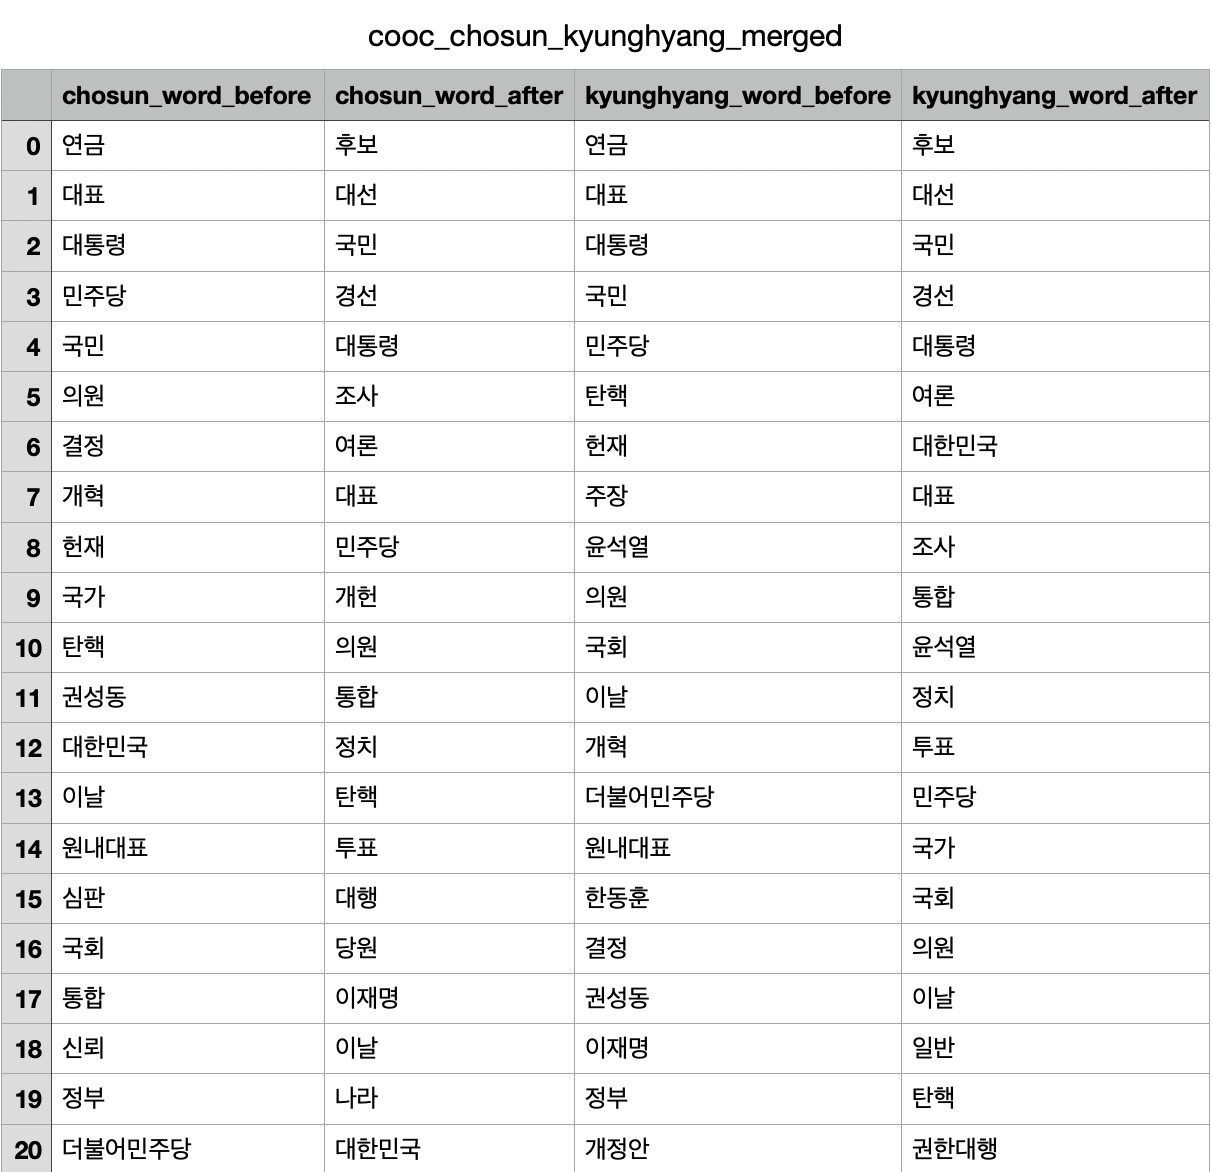 cooc_chosun_kyunghyang_merged
chosun_word_before chosun_word_after kyunghyang_word_before kyunghyang_word_after
0 연금 후보 연금 후보
1 대표 대선 대표 대선
2 대통령 국민 대통령 국민
3 민주당 경선 국민 경선
4 국민 대통령 민주당 대통령
5 의원 조사 탄핵 여론
6 결정 여론 헌재 대한민국
7 개혁 대표 주장 대표
8 헌재 민주당 윤석열 조사
9 국가 개헌 의원 통합
10 탄핵 의원 국회 윤석열
11 권성동 통합 이날 정치
12 대한민국 정치 개혁 투표
13 이날 탄핵 더불어민주당 민주당
14 원내대표 투표 원내대표 국가
15 심판 대행 한동훈 국회
16 국회 당원 결정 의원
17 통합 이재명 권성동 이날
18 신뢰 이날 이재명 일반
19 정부 나라 정부 탄핵
20 더불어민주당 대한민국 개정안 권한대행